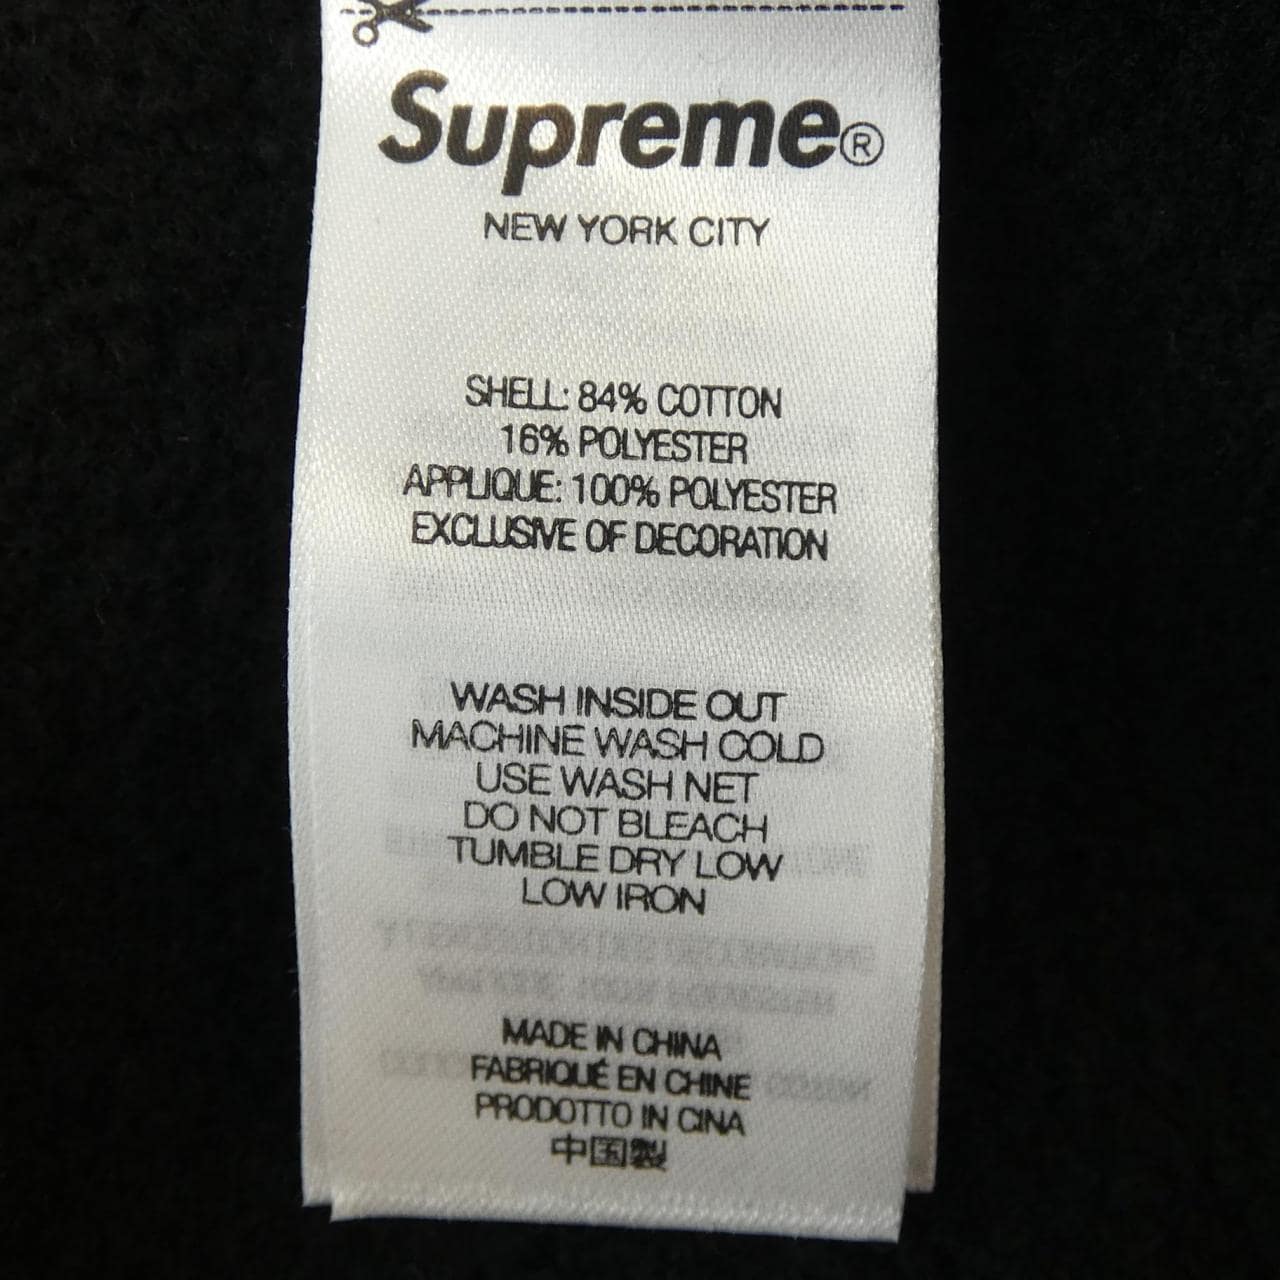 Supreme®
NEW YORK CITY
SHELL: 84% COTTON
16% POLYESTER
APPLIQUE: 100% POLYESTER
EXCLUSIVE OF DECORATION
WASH INSIDE OUT
MACHINE WASH COLD
USE WASH NET
DO NOT BLEACH
TUMBLE DRY LOW
LOW IRON
MADE IN CHINA
FABRIQUÉ EN CHINE
PRODOTTO IN CINA
中国製